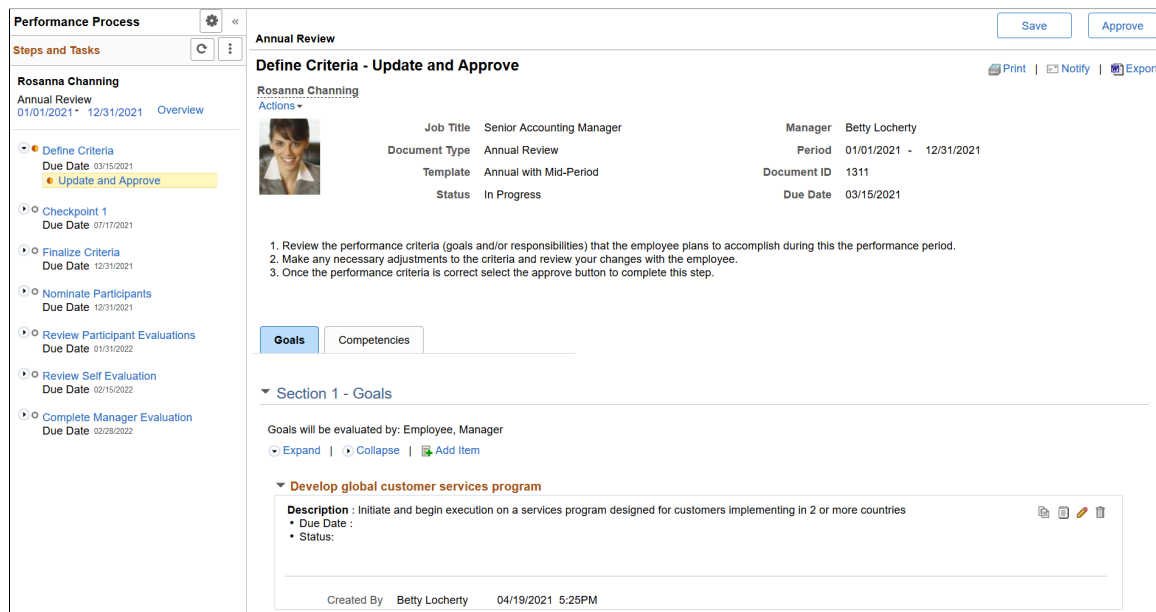 Performance Process
«
Steps and Tasks
Rosanna Channing
Annual Review
01/01/2021 - 12/31/2021 Overview
Define Criteria
Due Date 03/15/2021
Update and Approve
Checkpoint 1
Due Date 07/17/2021
Finalize Criteria
Due Date 12/31/2021
Nominate Participants
Due Date 12/31/2021
Review Participant Evaluations
Due Date 01/31/2022
Review Self Evaluation
Due Date 02/15/2022
Complete Manager Evaluation
Due Date 02/28/2022
Save Approve
Annual Review
Define Criteria - Update and Approve
Print | Notify | Export
Rosanna Channing
Actions
Job Title Senior Accounting Manager Manager Betty Locherty
Document Type Annual Review Period 01/01/2021 - 12/31/2021
Template Annual with Mid-Period Document ID 1311
Status In Progress Due Date 03/15/2021
1. Review the performance criteria (goals and/or responsibilities) that the employee plans to accomplish during this the performance period.
2. Make any necessary adjustments to the criteria and review your changes with the employee.
3. Once the performance criteria is correct select the approve button to complete this step.
Goals Competencies
Section 1 - Goals
Goals will be evaluated by: Employee, Manager
Expand | Collapse | Add Item
Develop global customer services program
Description : Initiate and begin execution on a services program designed for customers implementing in 2 or more countries
• Due Date :
• Status:
Created By Betty Locherty 04/19/2021 5:25PM